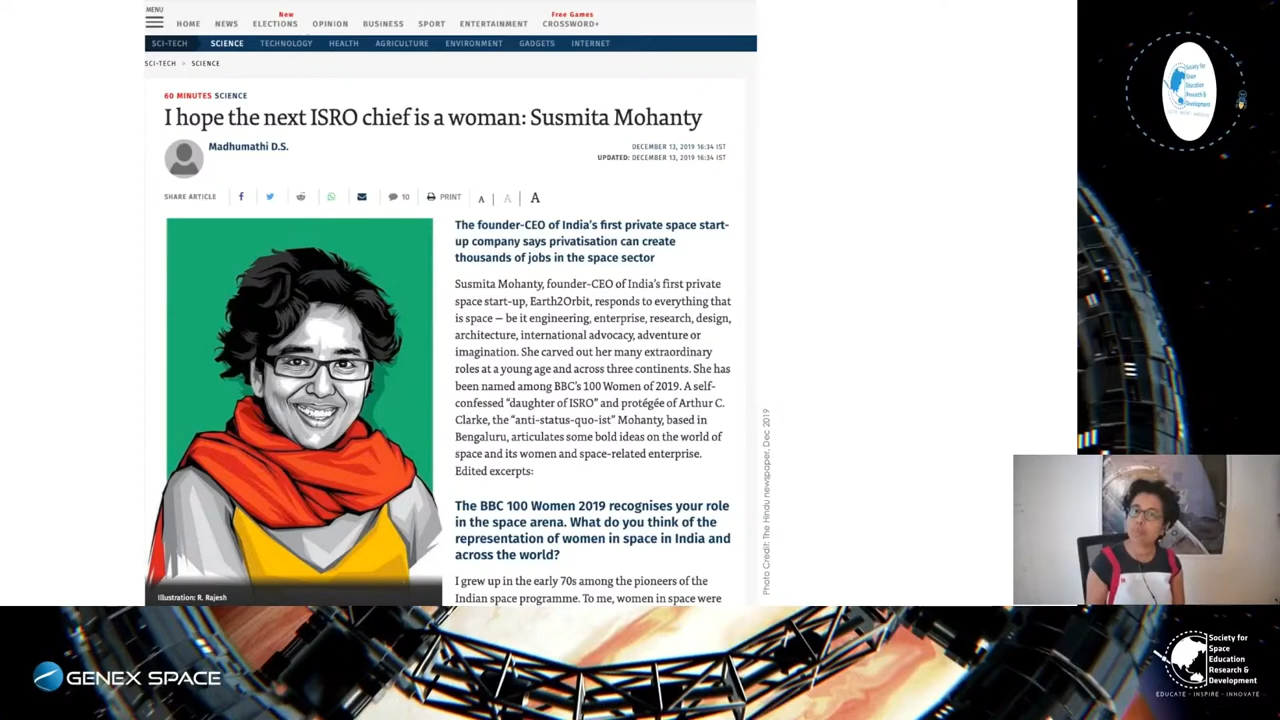 MENU
HOME
NEWS
New
ELECTIONS
OPINION
BUSINESS
SPORT
ENTERTAINMENT
Free Games
CROSSWORD+
SCI-TECH
SCIENCE
TECHNOLOGY
HEALTH
AGRICULTURE
ENVIRONMENT
GADGETS
INTERNET
SCI-TECH > SCIENCE
60 MINUTES SCIENCE
I hope the next ISRO chief is a woman: Susmita Mohanty
Madhumathi D.S.
DECEMBER 13, 2019 16:34 IST
UPDATED: DECEMBER 13, 2019 16:34 IST
SHARE ARTICLE
10
PRINT
A | A | A
The founder-CEO of India's first private space start-
up company says privatisation can create
thousands of jobs in the space sector
Susmita Mohanty, founder-CEO of India's first private
space start-up, Earth2Orbit, responds to everything that
is space — be it engineering, enterprise, research, design,
architecture, international advocacy, adventure or
imagination. She carved out her many extraordinary
roles at a young age and across three continents. She has
been named among BBC's 100 Women of 2019. A self-
confessed “daughter of ISRO” and protégée of Arthur C.
Clarke, the “anti-status-quo-ist” Mohanty, based in
Bengaluru, articulates some bold ideas on the world of
space and its women and space-related enterprise.
Edited excerpts:
The BBC 100 Women 2019 recognises your role
in the space arena. What do you think of the
representation of women in space in India and
across the world?
I grew up in the early 70s among the pioneers of the
Indian space programme. To me, women in space were
Illustration: R. Rajesh
Photo Credit: The Hindu newspaper, Dec 2019
Society for
Space
Education
Research &
Development
GENEX SPACE
Society for
Space
Education
Research &
Development
EDUCATE · INSPIRE · INNOVATE